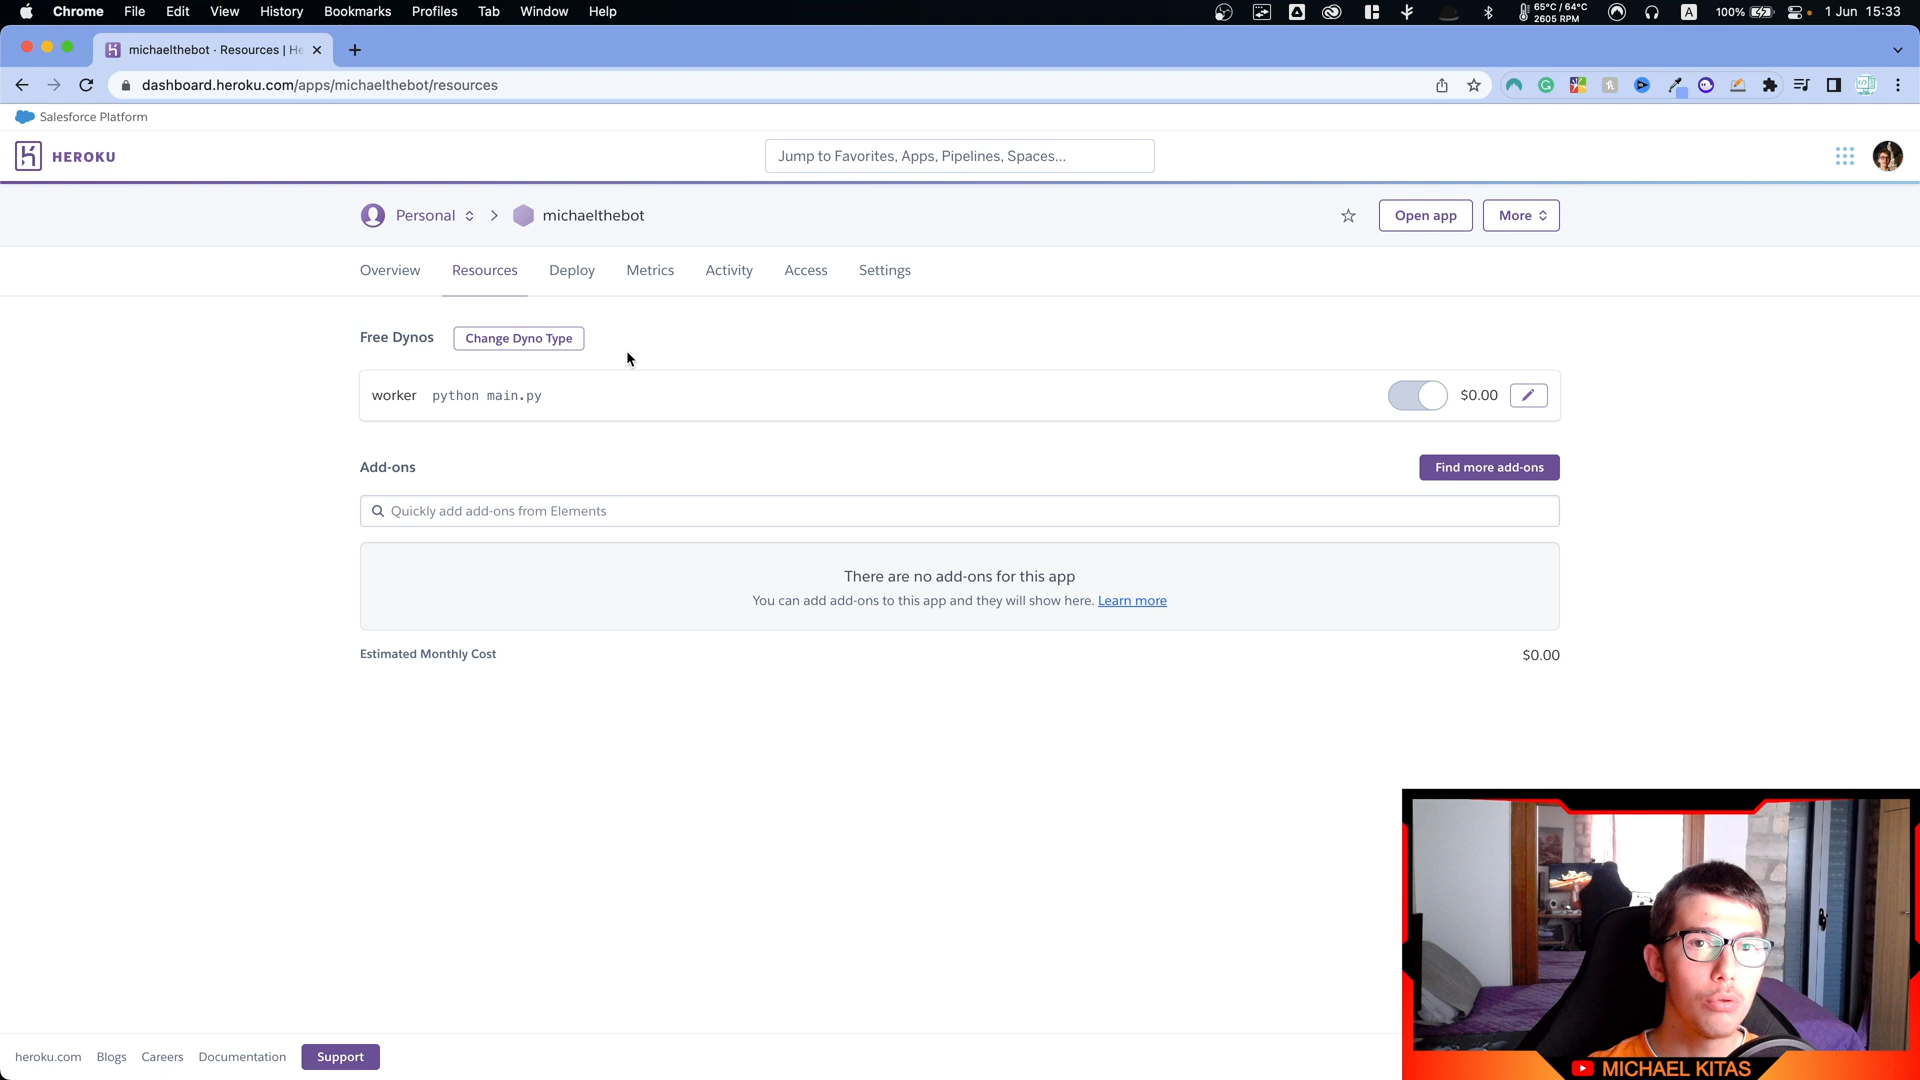 Chrome File Edit View History Bookmarks Profiles Tab Window Help
A
65°C / 64°C
2605 RPM
100%
1 Jun 15:33
michaelthebot · Resources | He
dashboard.heroku.com/apps/michaelthebot/resources
Salesforce Platform
HEROKU
Jump to Favorites, Apps, Pipelines, Spaces...
Personal
michaelthebot
Open app
More
Overview Resources Deploy Metrics Activity Access Settings
Free Dynos
Change Dyno Type
worker python main.py
$0.00
Add-ons
Find more add-ons
Quickly add add-ons from Elements
There are no add-ons for this app
You can add add-ons to this app and they will show here. Learn more
Estimated Monthly Cost
$0.00
heroku.com Blogs Careers Documentation Support
MICHAEL KITAS